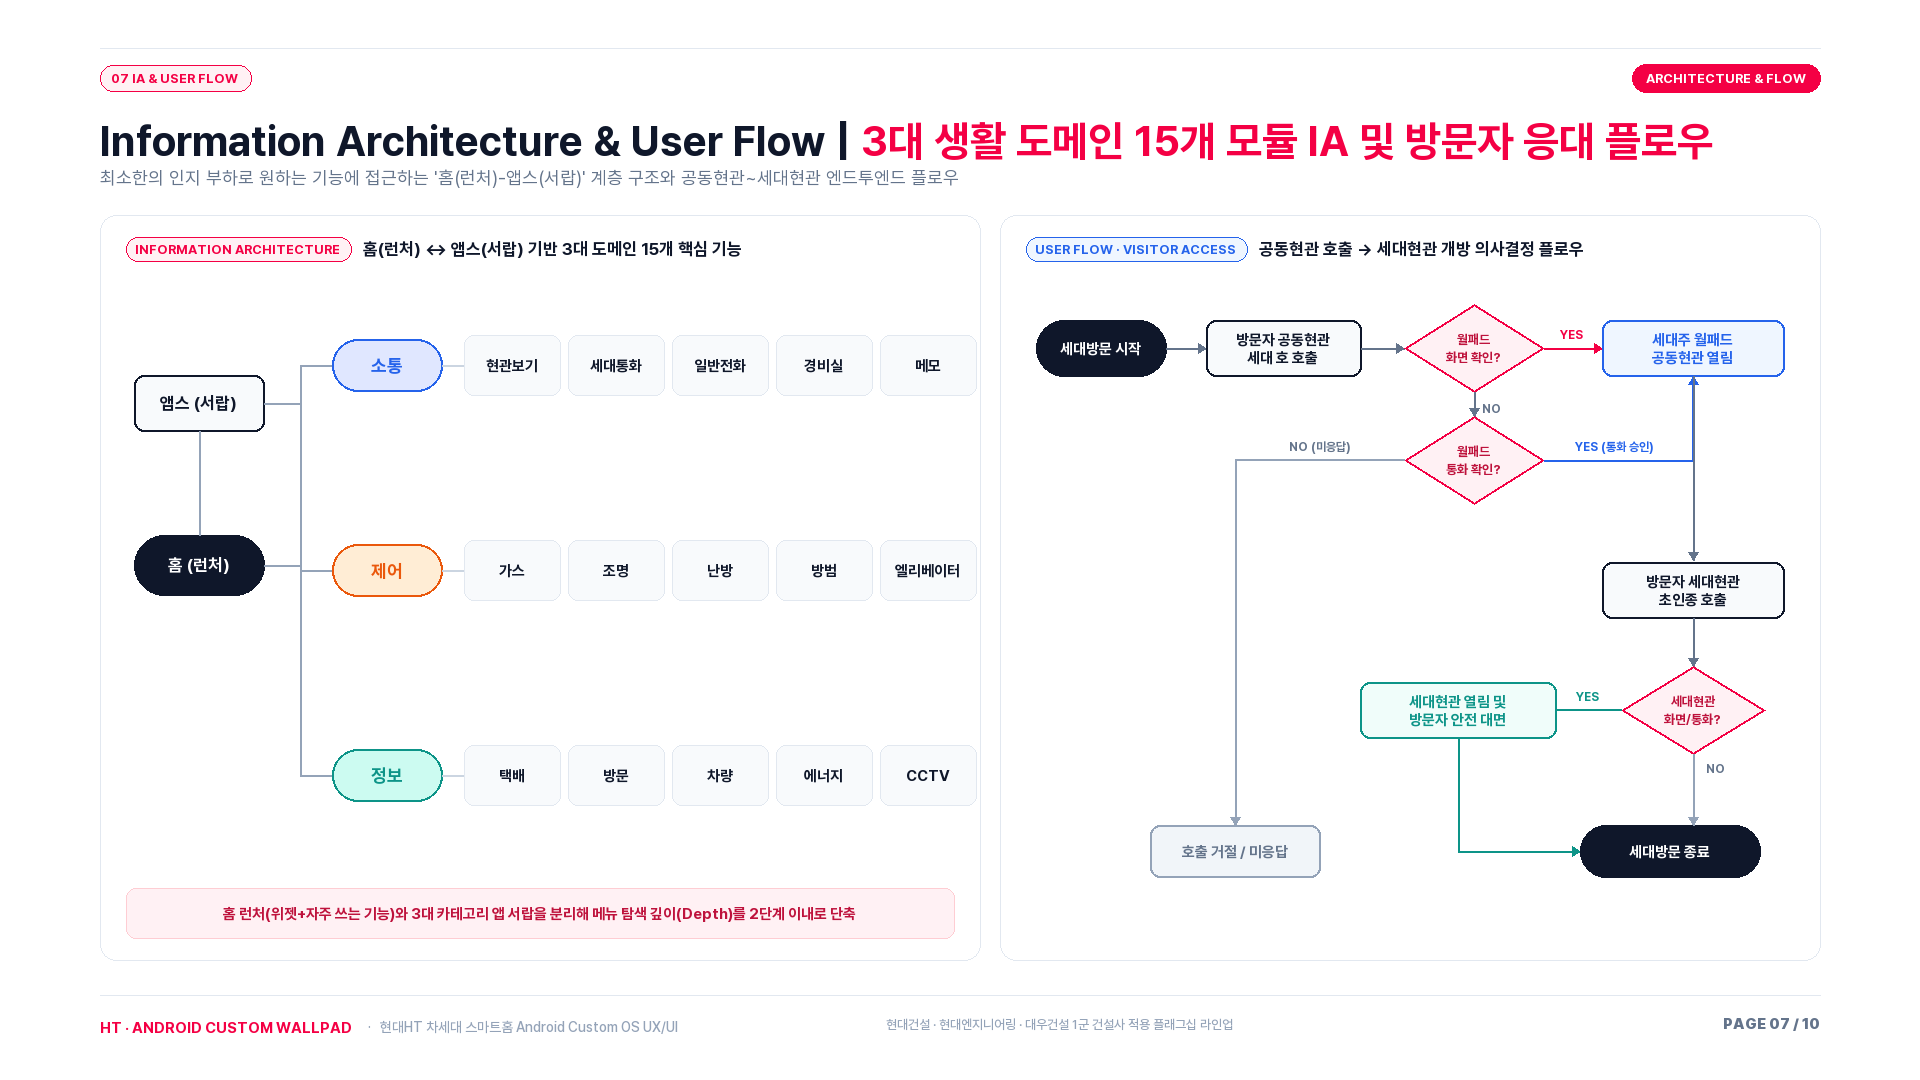 07 IA & USER FLOW
ARCHITECTURE & FLOW
Information Architecture & User Flow | 3대 생활 도메인 15개 모듈 IA 및 방문자 응대 플로우
최소한의 인지 부하로 원하는 기능에 접근하는 '홈(런처)-앱스(서랍)' 계층 구조와 공동현관~세대현관 엔드투엔드 플로우
INFORMATION ARCHITECTURE
홈(런처) ↔ 앱스(서랍) 기반 3대 도메인 15개 핵심 기능
앱스 (서랍)
홈 (런처)
소통
현관보기
세대통화
일반전화
경비실
메모
제어
가스
조명
난방
방범
엘리베이터
정보
택배
방문
차량
에너지
CCTV
홈 런처(위젯+자주 쓰는 기능)와 3대 카테고리 앱 서랍을 분리해 메뉴 탐색 깊이(Depth)를 2단계 이내로 단축
USER FLOW · VISITOR ACCESS
공동현관 호출 → 세대현관 개방 의사결정 플로우
세대방문 시작
방문자 공동현관
세대 호 호출
월패드
화면 확인?
YES
세대주 월패드
공동현관 열림
NO
월패드
통화 확인?
NO (미응답)
YES (통화 승인)
방문자 세대현관
초인종 호출
세대현관
화면/통화?
YES
세대현관 열림 및
방문자 안전 대면
NO
호출 거절 / 미응답
세대방문 종료
HT · ANDROID CUSTOM WALLPAD
· 현대HT 차세대 스마트홈 Android Custom OS UX/UI
현대건설 · 현대엔지니어링 · 대우건설 1군 건설사 적용 플래그십 라인업
PAGE 07 / 10